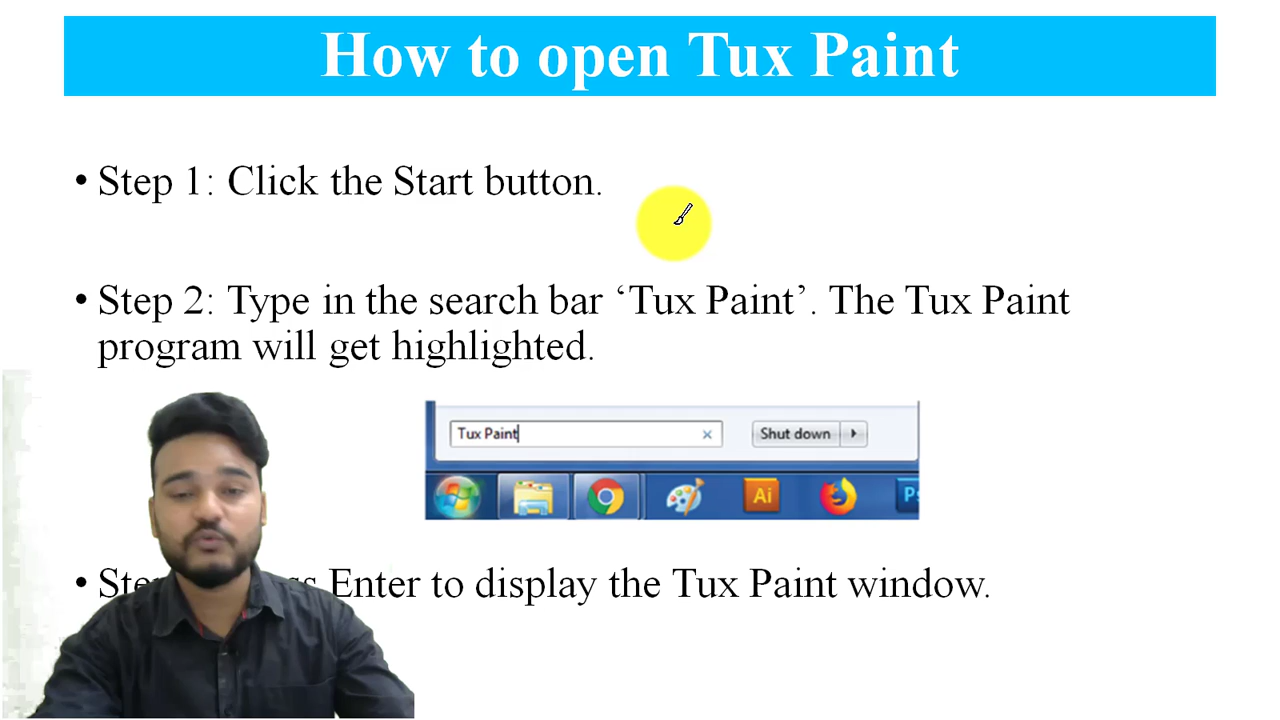 How to open Tux Paint
• Step 1: Click the Start button.
• Step 2: Type in the search bar ‘Tux Paint’. The Tux Paint
program will get highlighted.
Tux Paint
Shut down
Ai
Ps
• Enter to display the Tux Paint window.